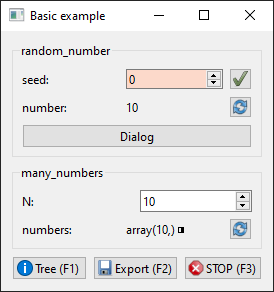 Basic example
random_number
seed: 0
number: 10
Dialog
many_numbers
N: 10
numbers: array(10,)
Tree (F1) Export (F2) STOP (F3)